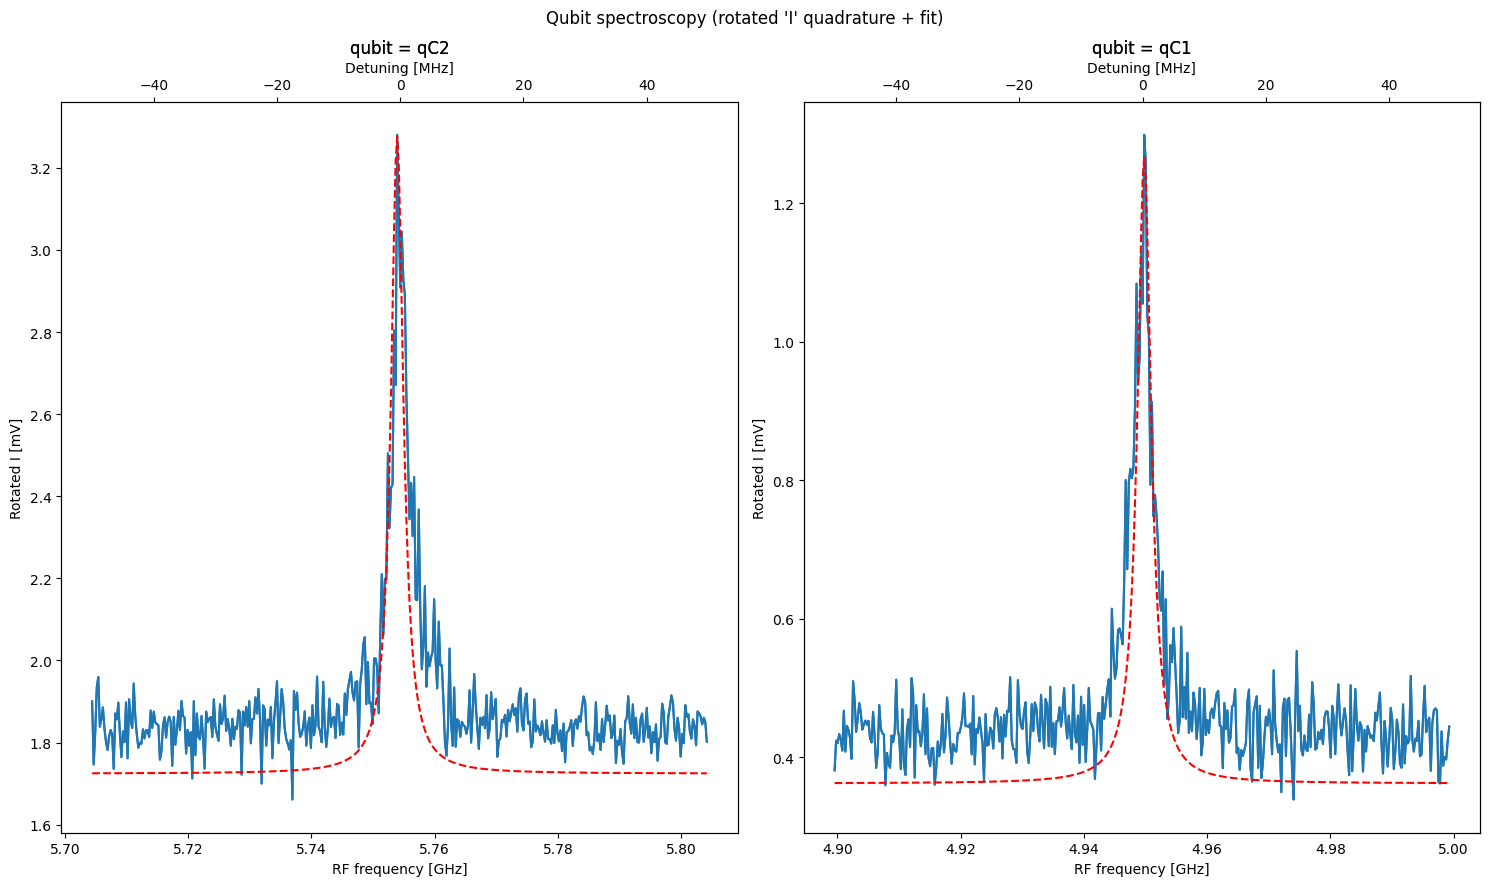 Qubit spectroscopy (rotated 'I' quadrature + fit)
qubit = qC2
Detuning [MHz]
−40 −20 0 20 40
3.2
3.0
2.8
2.6
2.4
2.2
2.0
1.8
1.6
Rotated I [mV]
5.70 5.72 5.74 5.76 5.78 5.80
RF frequency [GHz]
qubit = qC1
Detuning [MHz]
−40 −20 0 20 40
1.2
1.0
0.8
0.6
0.4
Rotated I [mV]
4.90 4.92 4.94 4.96 4.98 5.00
RF frequency [GHz]